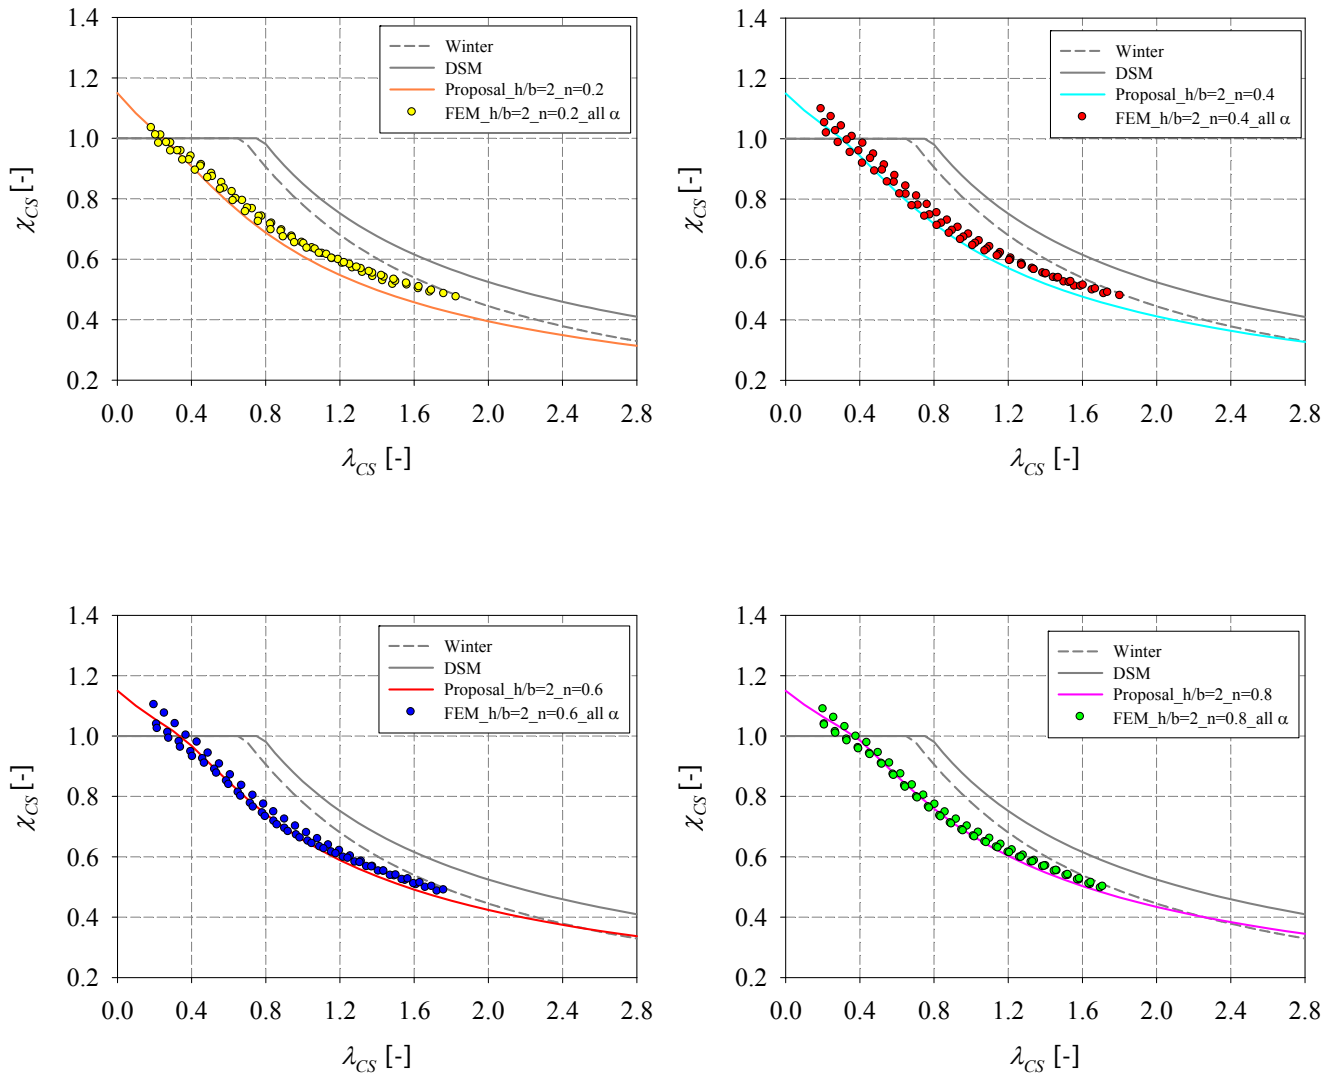 1.4
1.2
1.0
0.8
0.6
0.4
0.2
χCS [-]
Winter
DSM
Proposal_h/b=2_n=0.2
FEM_h/b=2_n=0.2_all α
0.0 0.4 0.8 1.2 1.6 2.0 2.4 2.8
λCS [-]
1.4
1.2
1.0
0.8
0.6
0.4
0.2
χCS [-]
Winter
DSM
Proposal_h/b=2_n=0.4
FEM_h/b=2_n=0.4_all α
0.0 0.4 0.8 1.2 1.6 2.0 2.4 2.8
λCS [-]
1.4
1.2
1.0
0.8
0.6
0.4
0.2
χCS [-]
Winter
DSM
Proposal_h/b=2_n=0.6
FEM_h/b=2_n=0.6_all α
0.0 0.4 0.8 1.2 1.6 2.0 2.4 2.8
λCS [-]
1.4
1.2
1.0
0.8
0.6
0.4
0.2
χCS [-]
Winter
DSM
Proposal_h/b=2_n=0.8
FEM_h/b=2_n=0.8_all α
0.0 0.4 0.8 1.2 1.6 2.0 2.4 2.8
λCS [-]